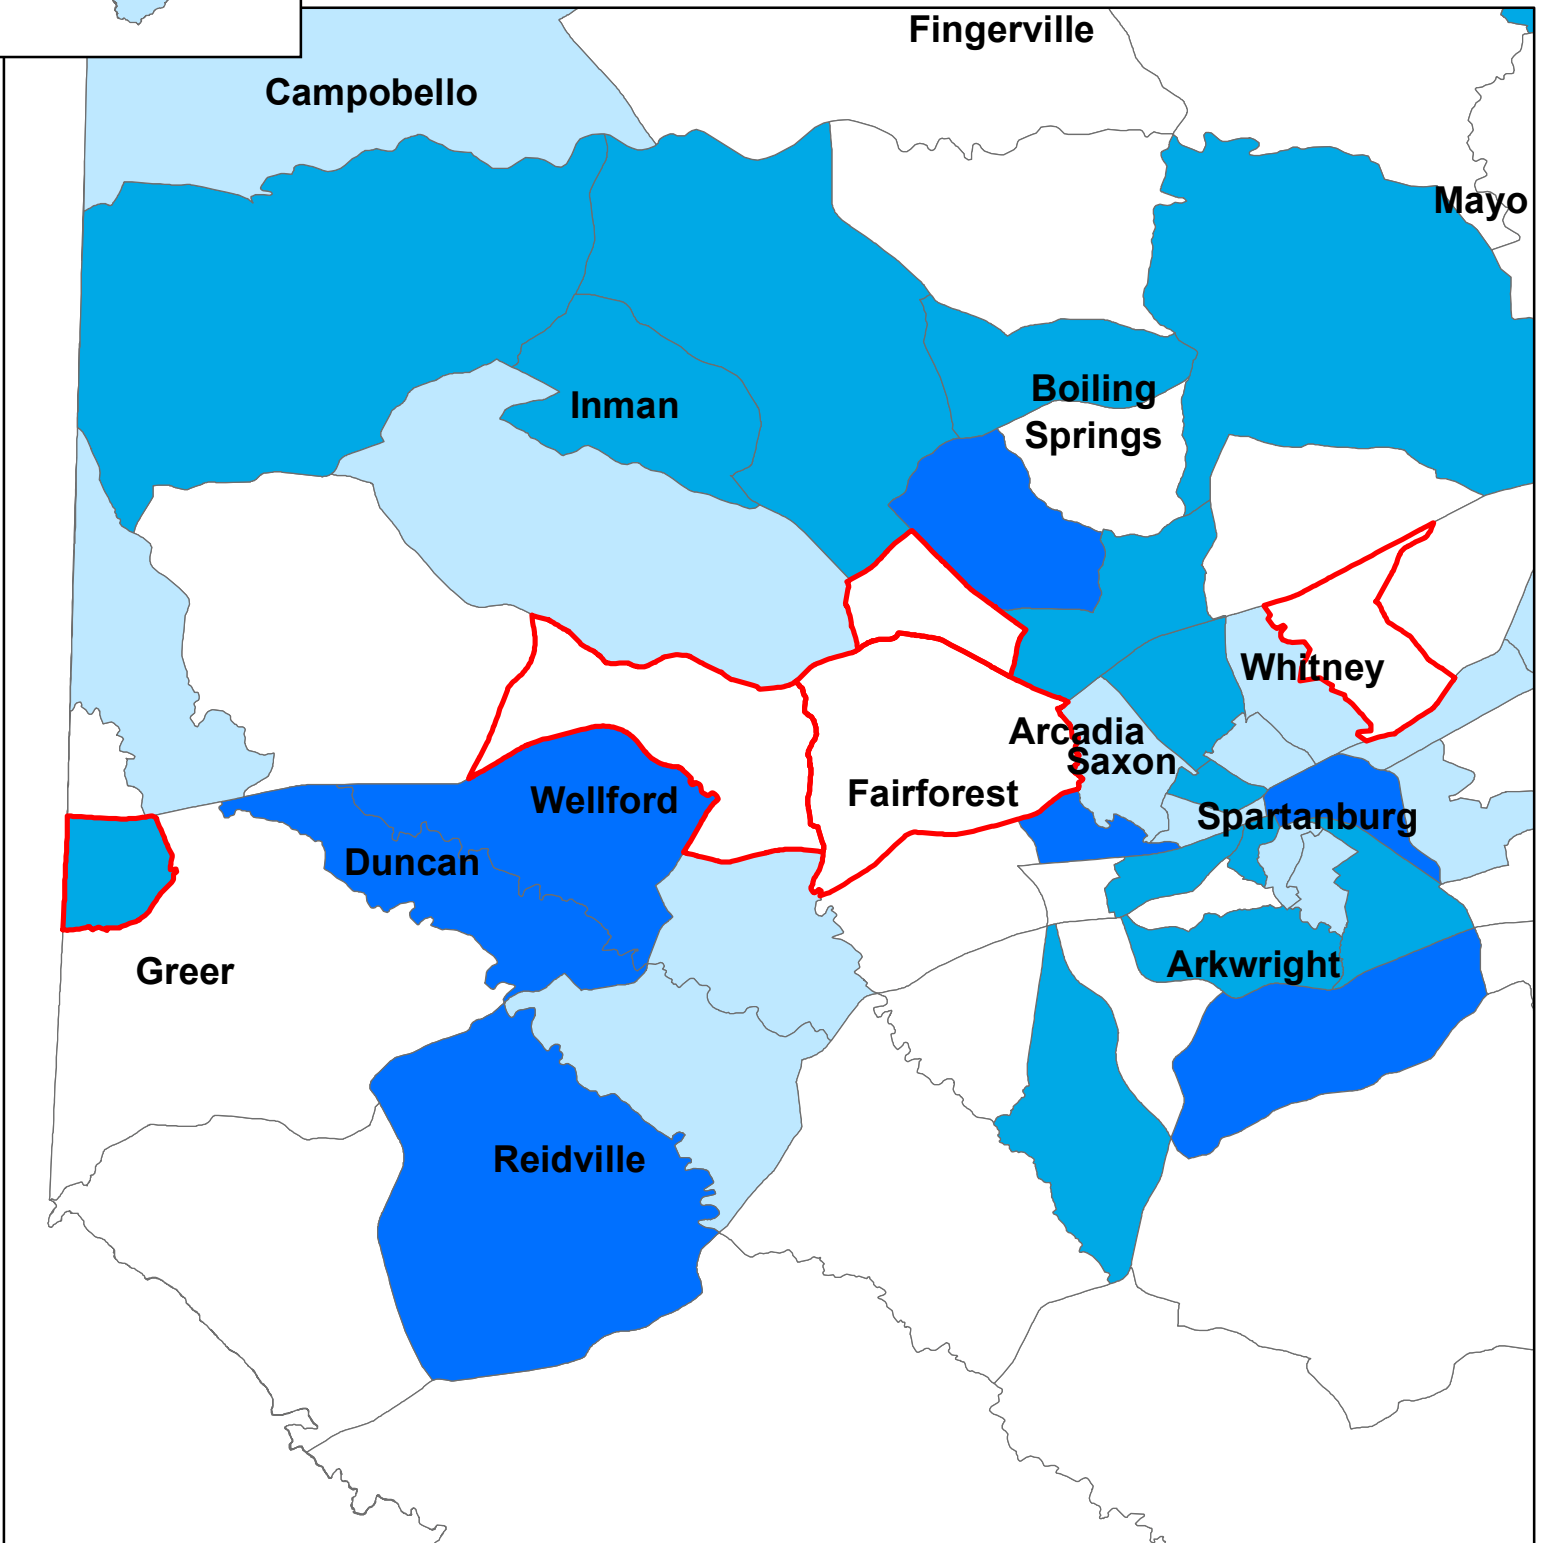 Fingerville
Campobello
Mayo
Boiling
Springs
Inman
Whitney
Arcadia
Saxon
Fairforest
Wellford
Spartanburg
Duncan
Arkwright
Greer
Reidville